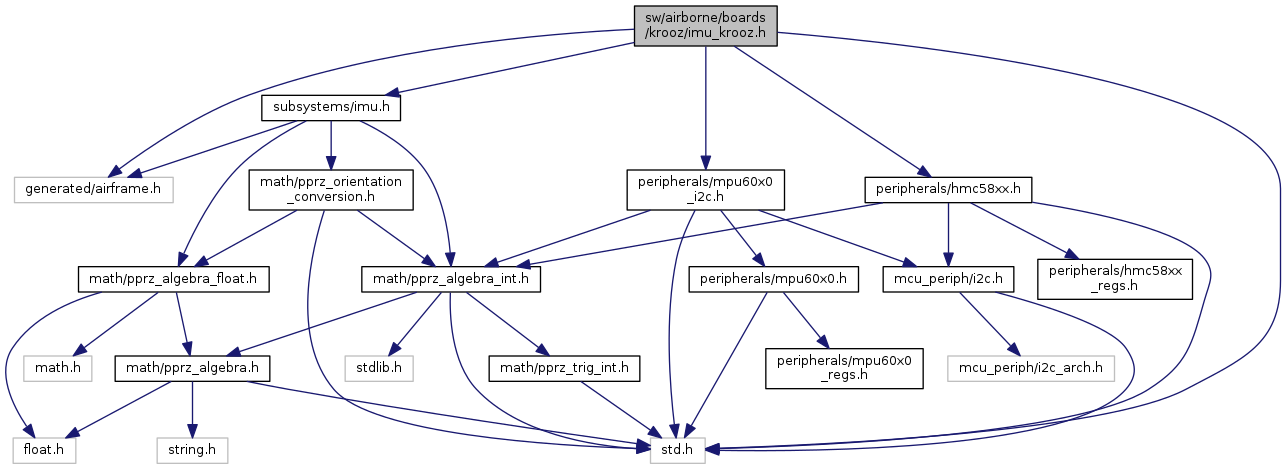 sw/airborne/boards
/krooz/imu_krooz.h
subsystems/imu.h
generated/airframe.h
math/pprz_orientation
_conversion.h
peripherals/mpu60x0
_i2c.h
peripherals/hmc58xx.h
math/pprz_algebra_float.h
math/pprz_algebra_int.h
peripherals/mpu60x0.h
mcu_periph/i2c.h
peripherals/hmc58xx
_regs.h
math.h
math/pprz_algebra.h
stdlib.h
math/pprz_trig_int.h
peripherals/mpu60x0
_regs.h
mcu_periph/i2c_arch.h
float.h
string.h
std.h